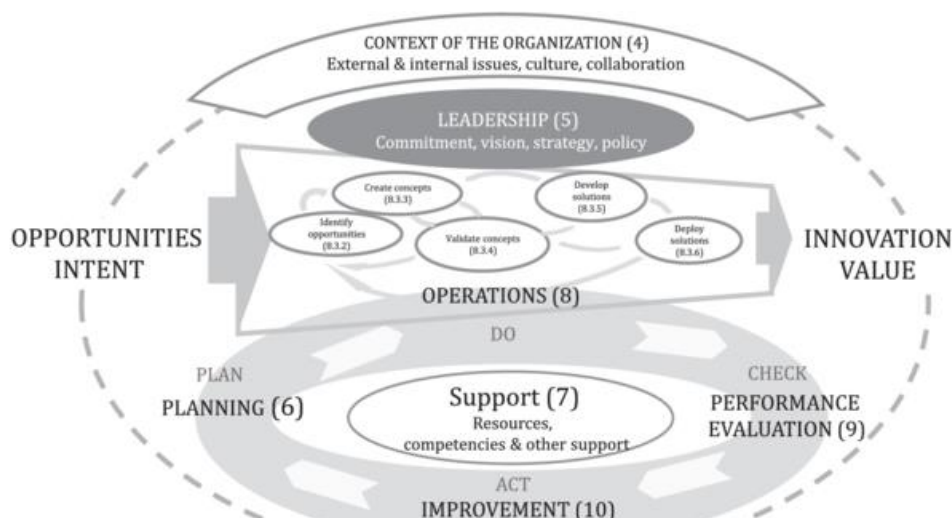 CONTEXT OF THE ORGANIZATION (4)
External & internal issues, culture, collaboration
LEADERSHIP (5)
Commitment, vision, strategy, policy
Create concepts
(8.3.3)
Develop
solutions
(8.3.5)
Identify
opportunities
(8.3.2)
Validate concepts
(8.3.4)
Deploy
solutions
(8.3.6)
OPPORTUNITIES
INTENT
INNOVATION
VALUE
OPERATIONS (8)
DO
PLAN
PLANNING (6)
Support (7)
Resources,
competencies & other support
CHECK
PERFORMANCE
EVALUATION (9)
ACT
IMPROVEMENT (10)